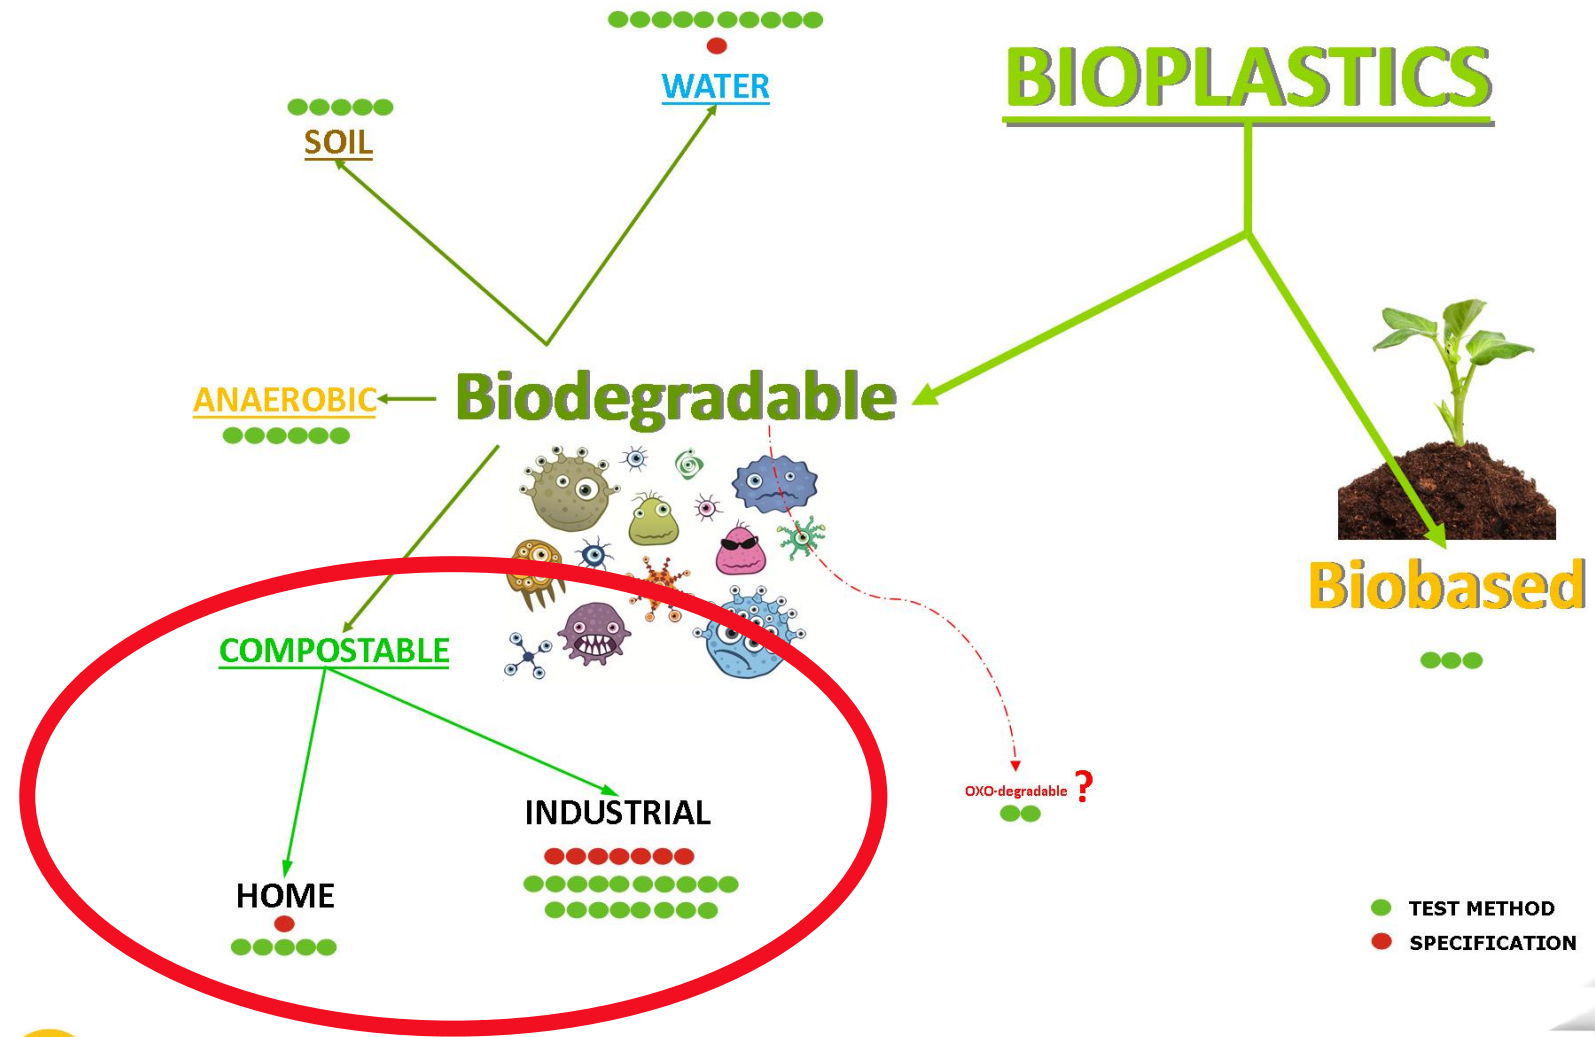 BIOPLASTICS
WATER
SOIL
ANAEROBIC
Biodegradable
Biobased
COMPOSTABLE
OXO-degradable ?
INDUSTRIAL
HOME
TEST METHOD
SPECIFICATION